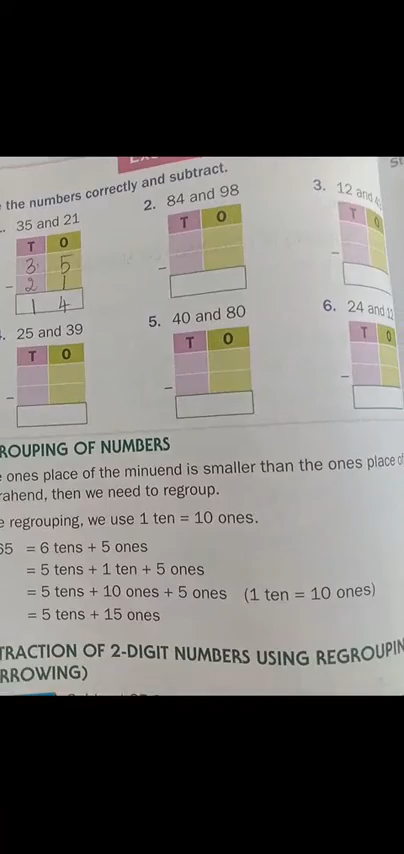 the numbers correctly and subtract.
35 and 21
2. 84 and 98
3. 12 and
T O
3 5
- 2 1
1 4
T O
-
T O
-
25 and 39
5. 40 and 80
6. 24 and 12
T O
-
T O
-
T O
-
ROUPING OF NUMBERS
ones place of the minuend is smaller than the ones place of
rahend, then we need to regroup.
e regrouping, we use 1 ten = 10 ones.
65 = 6 tens + 5 ones
= 5 tens + 1 ten + 5 ones
= 5 tens + 10 ones + 5 ones (1 ten = 10 ones)
= 5 tens + 15 ones
TRACTION OF 2-DIGIT NUMBERS USING REGROUPIN
RROWING)